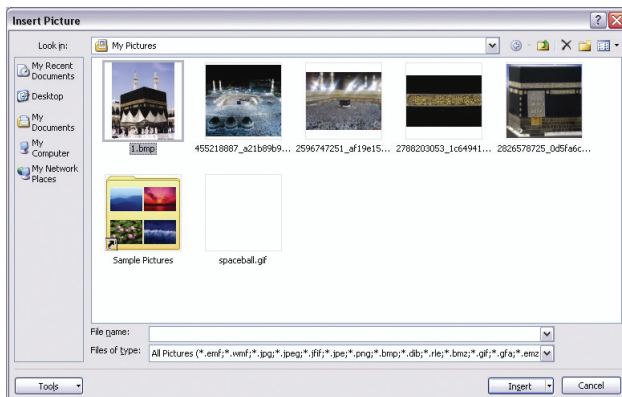 Insert Picture
Look in:
My Pictures
My Recent
Documents
Desktop
My
Documents
My
Computer
My Network
Places
1.bmp
455218887_a21b89b9...
2596747251_af19e15...
2788203053_1c64941...
2826578725_0d5fa6c...
Sample Pictures
spaceball.gif
File name:
Files of type:
All Pictures (*.emf;*.wmf;*.jpg;*.jpeg;*.jfif;*.jpe;*.png;*.bmp;*.dib;*.rle;*.bmz;*.gif;*.gfa;*.emz
Tools
Insert
Cancel